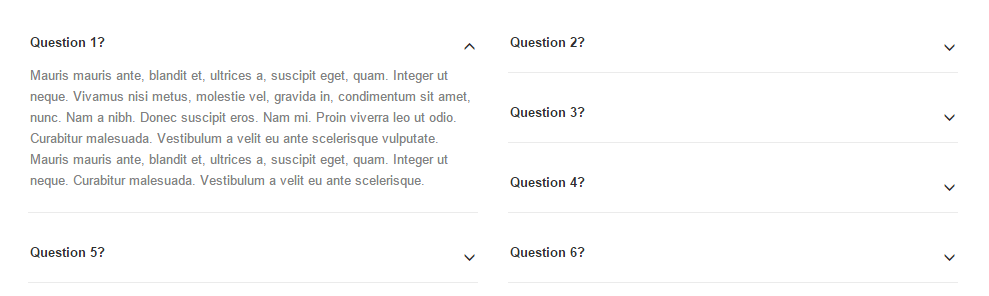 Question 1?
Mauris mauris ante, blandit et, ultrices a, suscipit eget, quam. Integer ut
neque. Vivamus nisi metus, molestie vel, gravida in, condimentum sit amet,
nunc. Nam a nibh. Donec suscipit eros. Nam mi. Proin viverra leo ut odio.
Curabitur malesuada. Vestibulum a velit eu ante scelerisque vulputate.
Mauris mauris ante, blandit et, ultrices a, suscipit eget, quam. Integer ut
neque. Curabitur malesuada. Vestibulum a velit eu ante scelerisque.
Question 2?
Question 3?
Question 4?
Question 5?
Question 6?